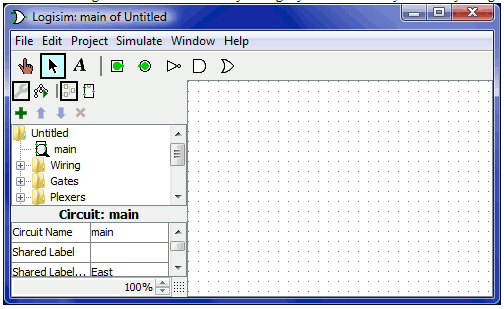 Logisim: main of Untitled
File Edit Project Simulate Window Help
A
Untitled
main
Wiring
Gates
Plexers
Circuit: main
Circuit Name main
Shared Label
Shared Label... East
100%